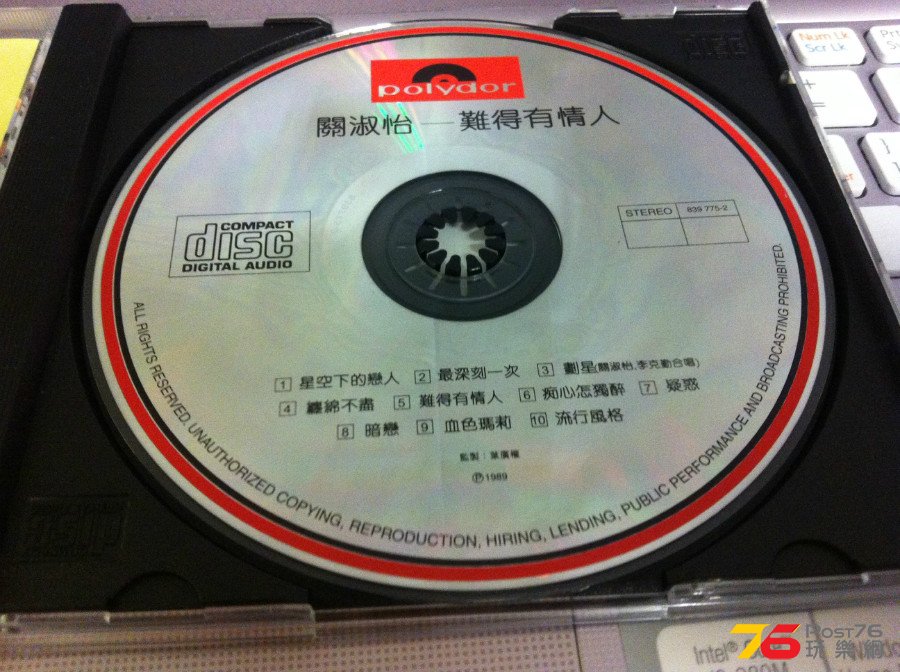 polydor
關淑怡 — 難得有情人
COMPACT
disc
DIGITAL AUDIO
STEREO 839 775-2
1 星空下的戀人 2 最深刻一次 3 劃星(關淑怡.李克勤合唱)
4 纏綿不盡 5 難得有情人 6 痴心怎獨醉 7 疑惑
8 暗戀 9 血色瑪莉 10 流行風格
監製：葉廣權
Ⓟ1989
ALL RIGHTS RESERVED. UNAUTHORIZED COPYING, REPRODUCTION, HIRING, LENDING, PUBLIC PERFORMANCE AND BROADCASTING PROHIBITED.
Num Lk
Scr Lk
Intel®
76 Post76
玩樂網